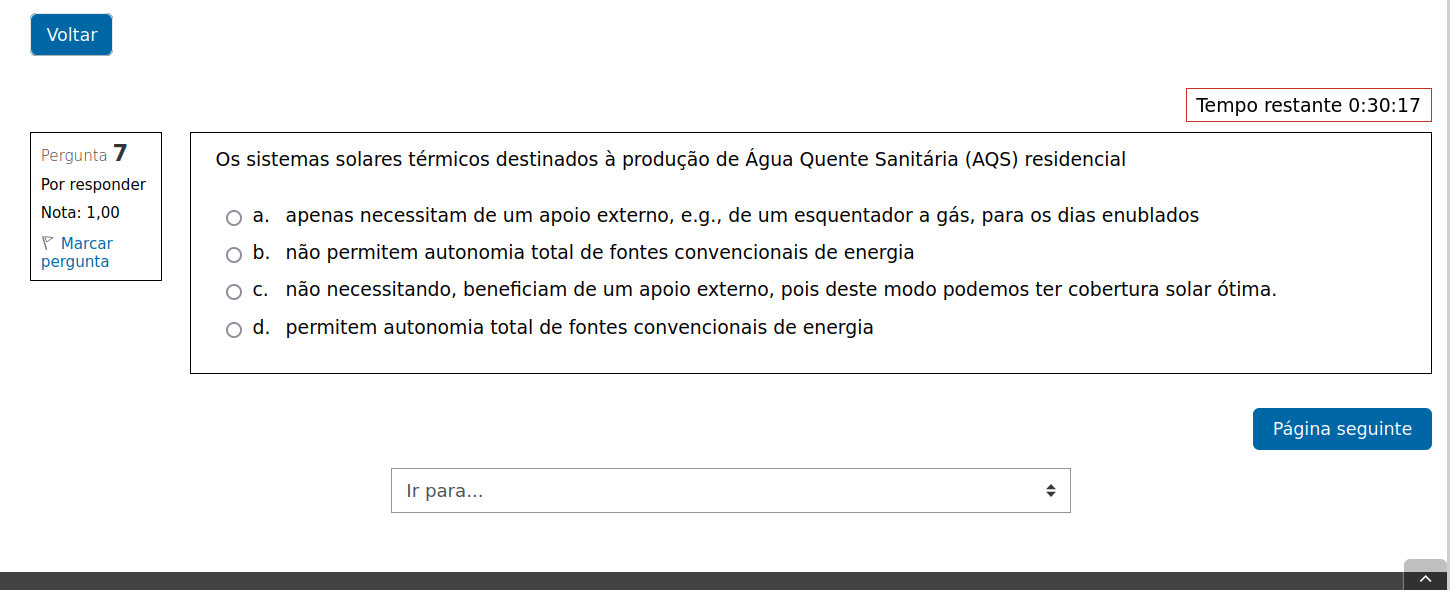 Voltar
Tempo restante 0:30:17
Pergunta 7
Por responder
Nota: 1,00
Marcar
pergunta
Os sistemas solares térmicos destinados à produção de Água Quente Sanitária (AQS) residencial
a. apenas necessitam de um apoio externo, e.g., de um esquentador a gás, para os dias enublados
b. não permitem autonomia total de fontes convencionais de energia
c. não necessitando, beneficiam de um apoio externo, pois deste modo podemos ter cobertura solar ótima.
d. permitem autonomia total de fontes convencionais de energia
Página seguinte
Ir para...